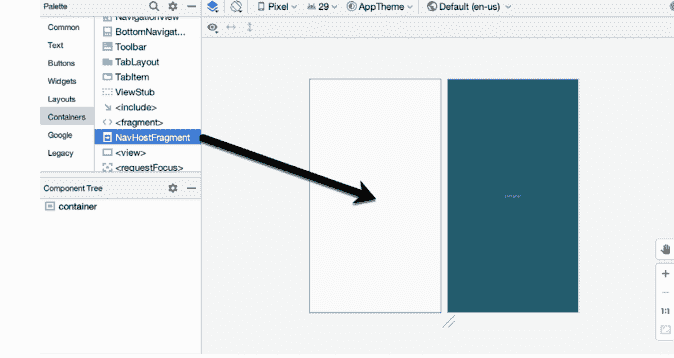 Palette
Pixel
29
AppTheme
Default (en-us)
Common
Text
Buttons
Widgets
Layouts
Containers
Google
Legacy
NavigationView
BottomNavigat...
Toolbar
TabLayout
TabItem
ViewStub
<include>
<fragment>
NavHostFragment
<view>
<requestFocus>
Component Tree
container
1:1